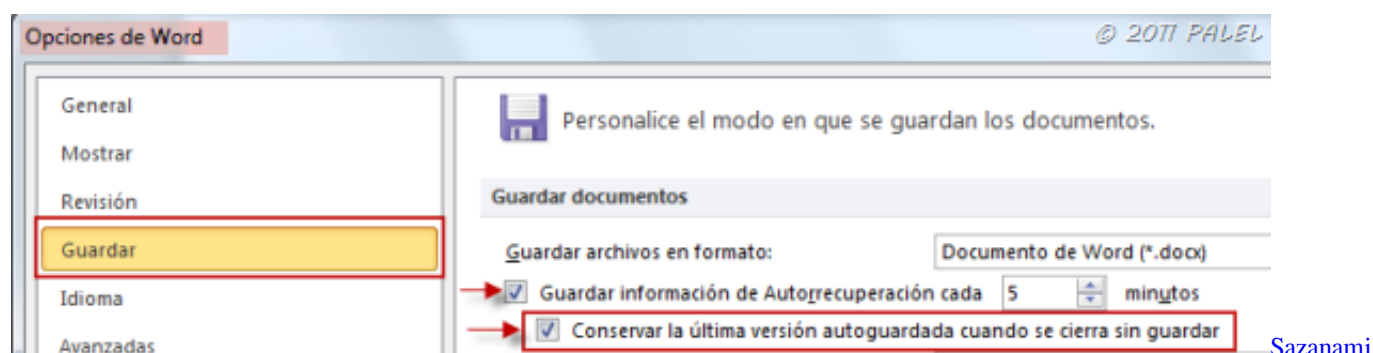 Opciones de Word
© 2011 PALEL
General
Mostrar
Revisión
Guardar
Idioma
Avanzadas
Personalice el modo en que se guardan los documentos.
Guardar documentos
Guardar archivos en formato: Documento de Word (*.docx)
Guardar información de Autorrecuperación cada 5 minutos
Conservar la última versión autoguardada cuando se cierra sin guardar
Sazanami